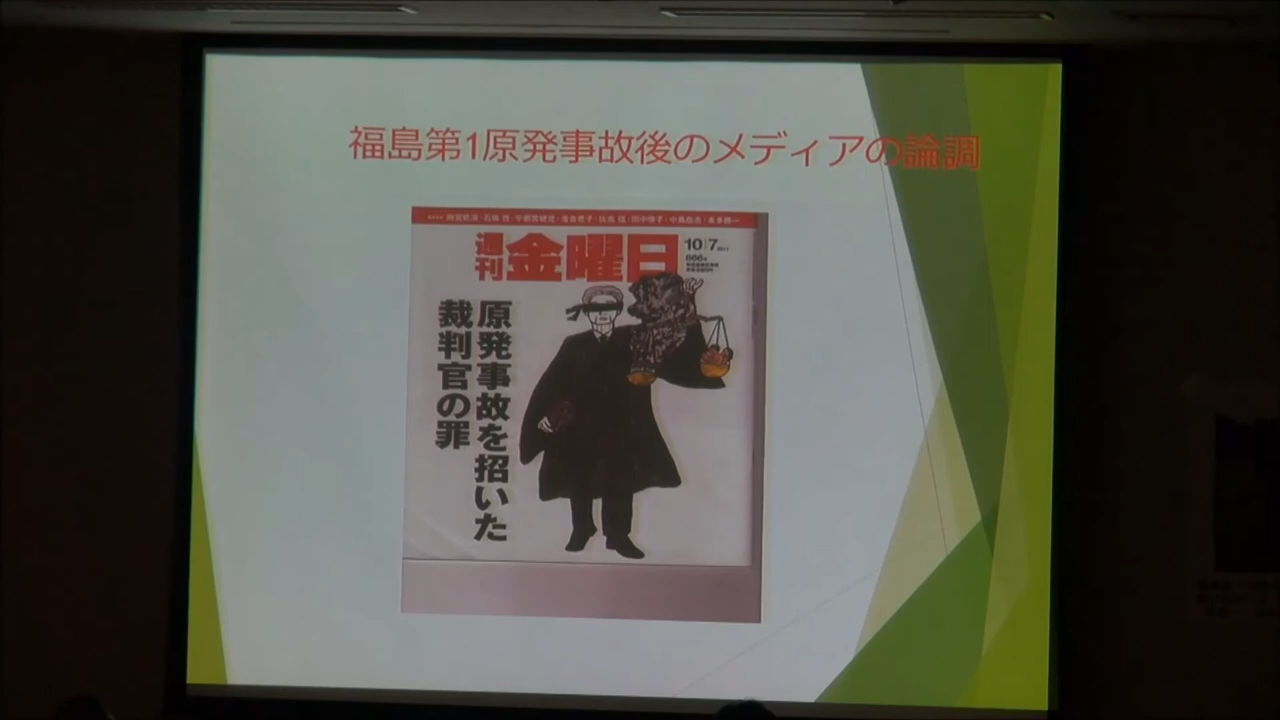 福島第1原発事故後のメディアの論調
週刊 金曜日
10/7
原発事故を招いた
裁判官の罪